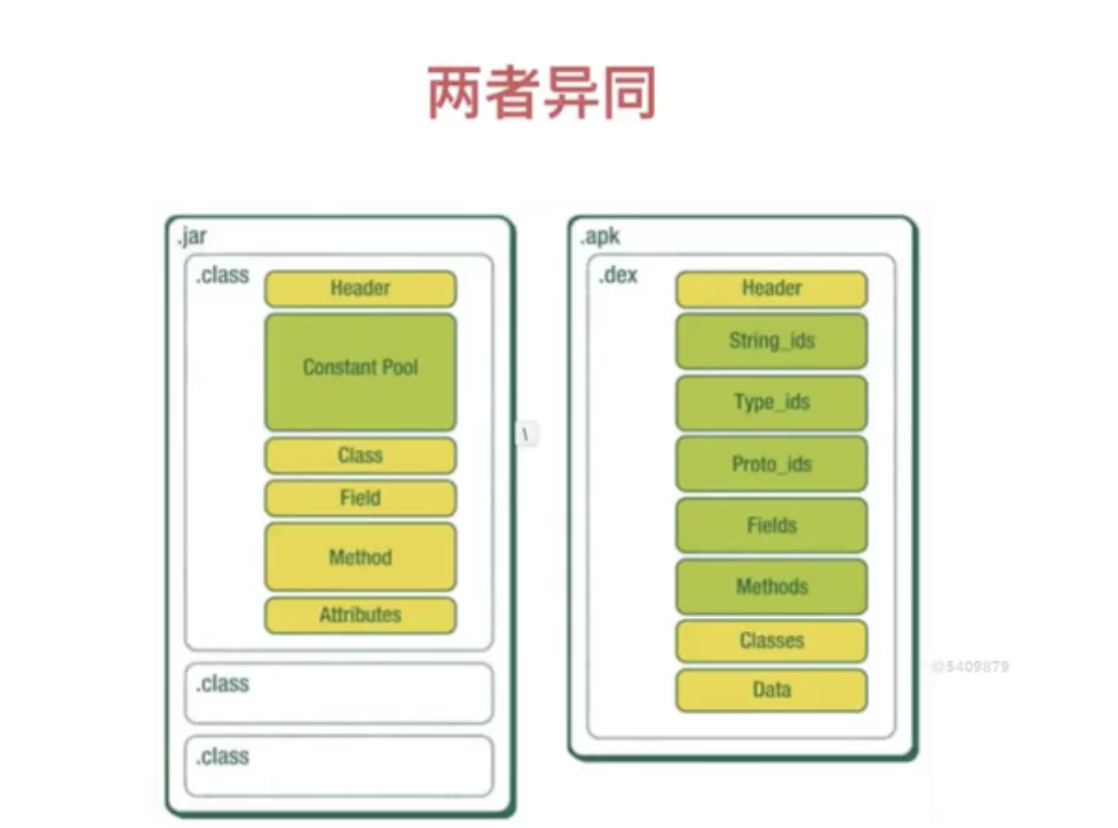 两者异同
.jar
.class
Header
Constant Pool
Class
Field
Method
Attributes
.class
.class
\
.apk
.dex
Header
String_ids
Type_ids
Proto_ids
Fields
Methods
Classes
Data
@5409879